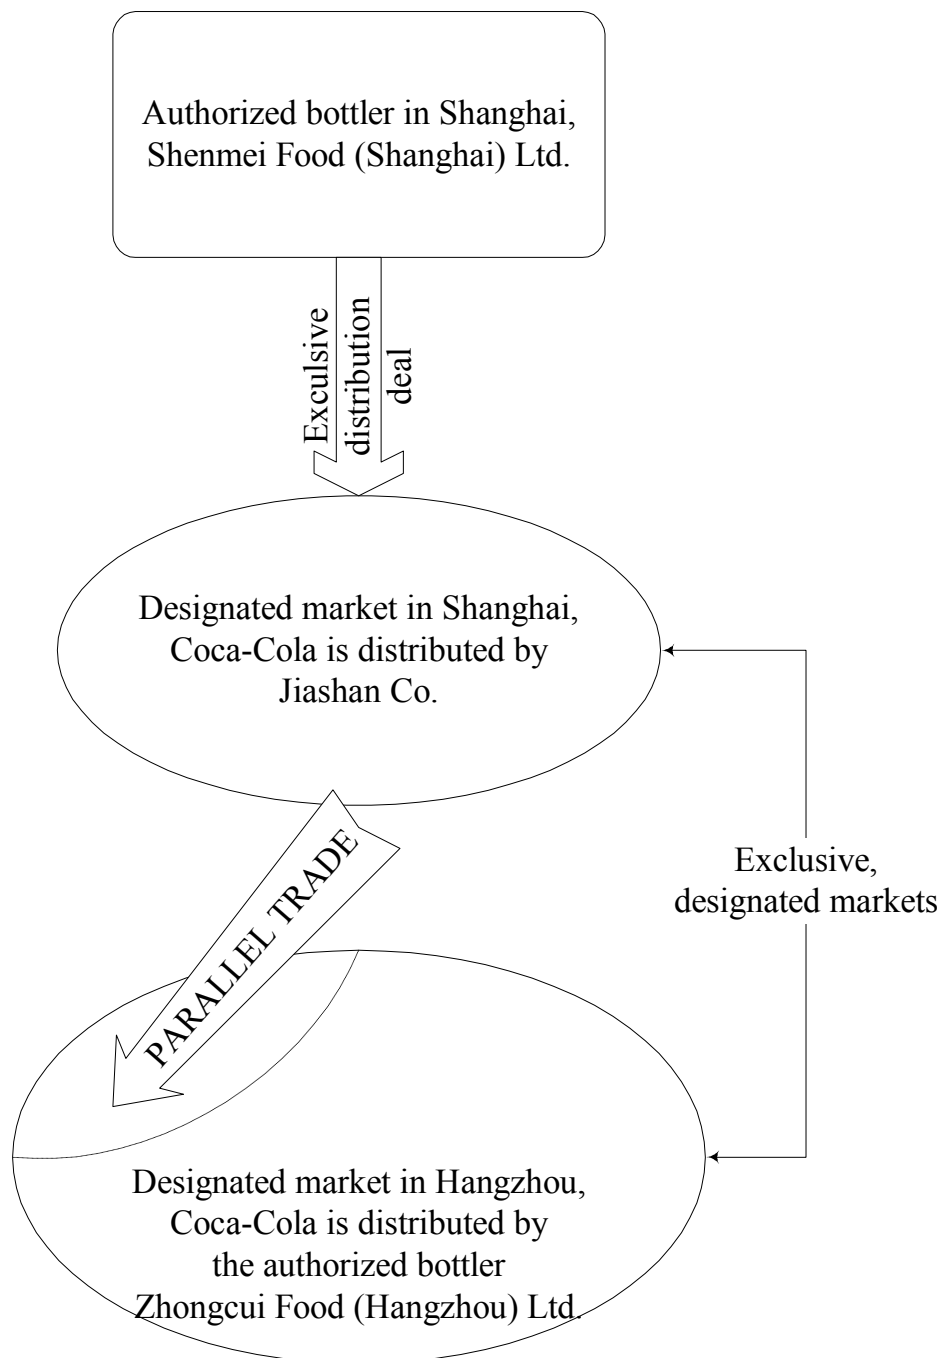 Authorized bottler in Shanghai,
Shenmei Food (Shanghai) Ltd.
Exculsive
distribution
deal
Designated market in Shanghai,
Coca-Cola is distributed by
Jiashan Co.
PARALLEL TRADE
Exclusive,
designated markets
Designated market in Hangzhou,
Coca-Cola is distributed by
the authorized bottler
Zhongcui Food (Hangzhou) Ltd.